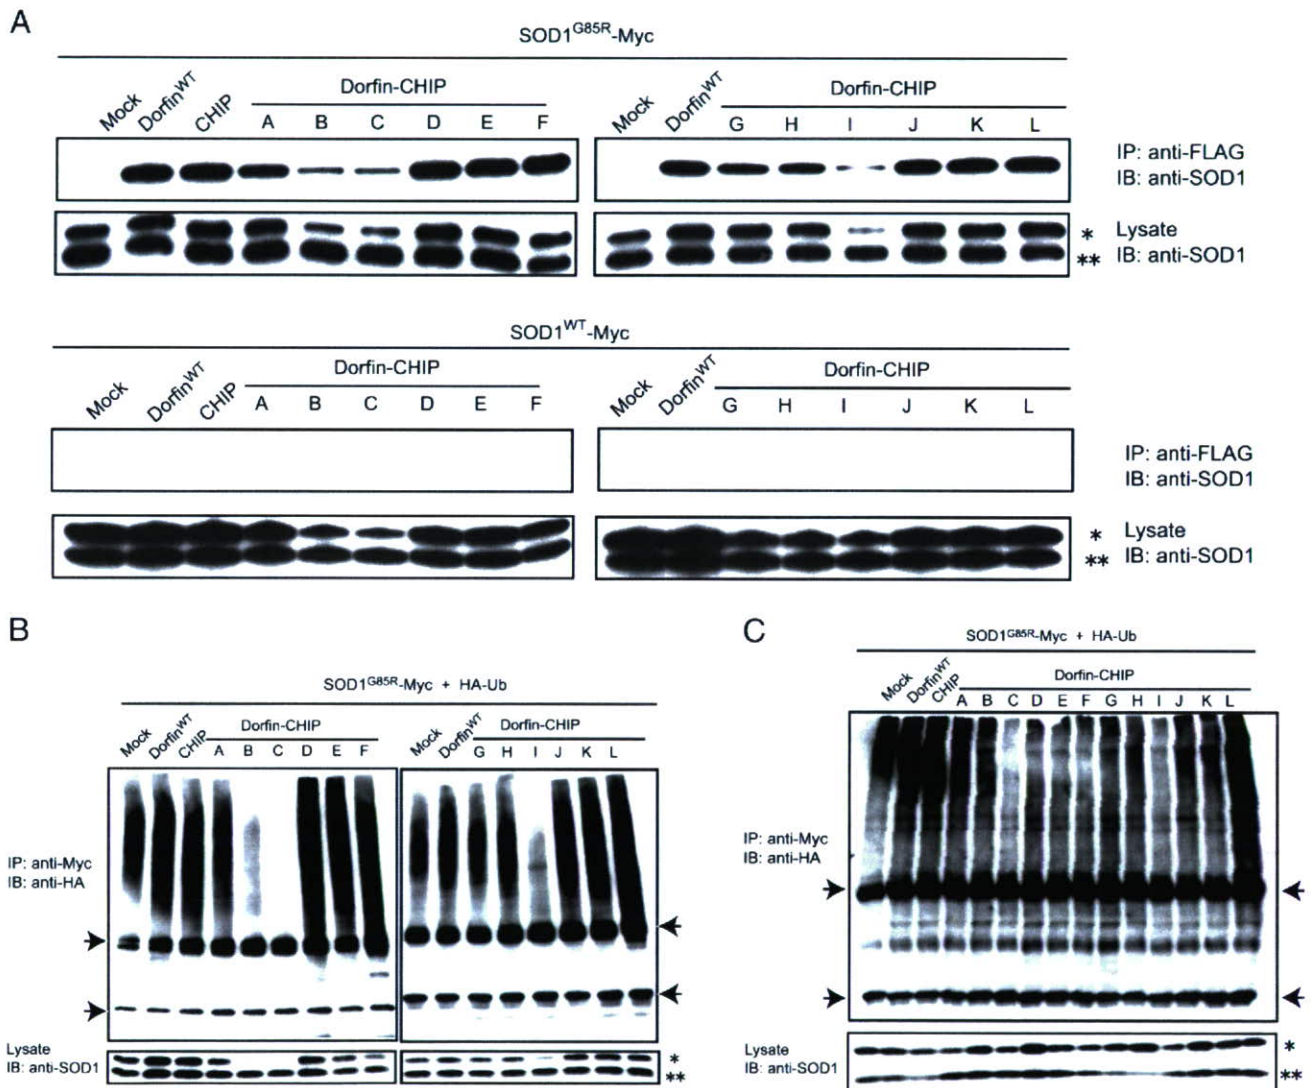 A
SOD1G85R-Myc
Dorfin-CHIP
Dorfin-CHIP
Mock DorfinWT CHIP A B C D E F
Mock DorfinWT G H I J K L
IP: anti-FLAG
IB: anti-SOD1
* Lysate
** IB: anti-SOD1
SOD1WT-Myc
Dorfin-CHIP
Dorfin-CHIP
Mock DorfinWT CHIP A B C D E F
Mock DorfinWT G H I J K L
IP: anti-FLAG
IB: anti-SOD1
* Lysate
** IB: anti-SOD1
B
SOD1G85R-Myc + HA-Ub
Dorfin-CHIP
Dorfin-CHIP
Mock DorfinWT CHIP A B C D E F
Mock DorfinWT G H I J K L
IP: anti-Myc
IB: anti-HA
Lysate
IB: anti-SOD1
*
**
C
SOD1G85R-Myc + HA-Ub
Dorfin-CHIP
Mock DorfinWT CHIP A B C D E F G H I J K L
IP: anti-Myc
IB: anti-HA
Lysate
IB: anti-SOD1
*
**